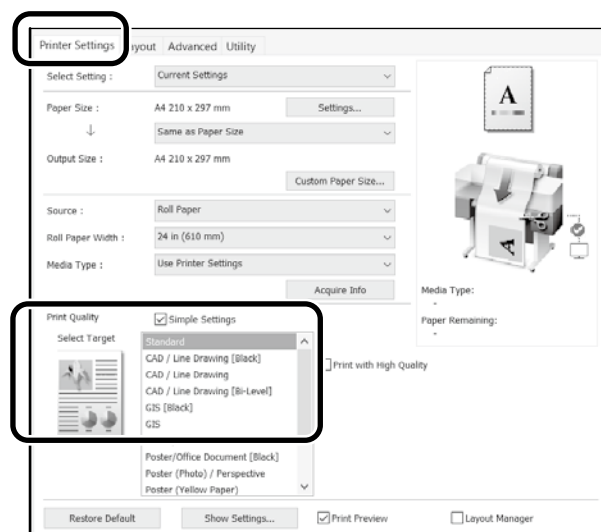 Printer Settings yout Advanced Utility
Select Setting : Current Settings
Paper Size : A4 210 x 297 mm Settings...
↓ Same as Paper Size
Output Size : A4 210 x 297 mm
Custom Paper Size...
Source : Roll Paper
Roll Paper Width : 24 in (610 mm)
Media Type : Use Printer Settings
Acquire Info
A
A
Media Type:
-
Paper Remaining:
-
Print Quality Simple Settings
Select Target Standard
CAD / Line Drawing [Black]
Print with High Quality
CAD / Line Drawing
CAD / Line Drawing [Bi-Level]
GIS [Black]
GIS
Poster/Office Document [Black]
Poster (Photo) / Perspective
Poster (Yellow Paper)
Restore Default Show Settings... Print Preview Layout Manager